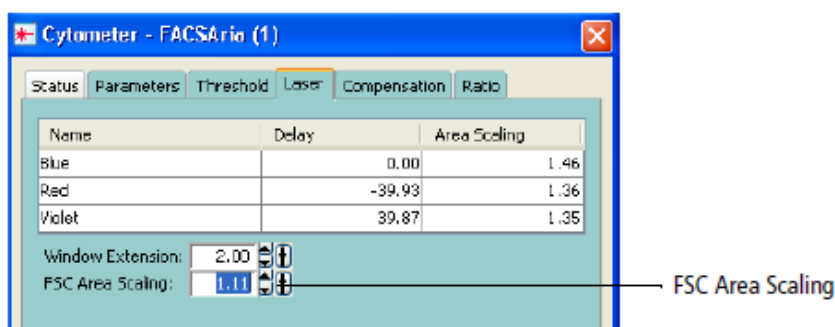 Cytometer - FACSAria (1)
Status Parameters Threshold Laser Compensation Ratio
Name Delay Area Scaling
Blue 0.00 1.46
Red -39.93 1.36
Violet 39.87 1.35
Window Extension: 2.00
FSC Area Scaling: 1.11 FSC Area Scaling